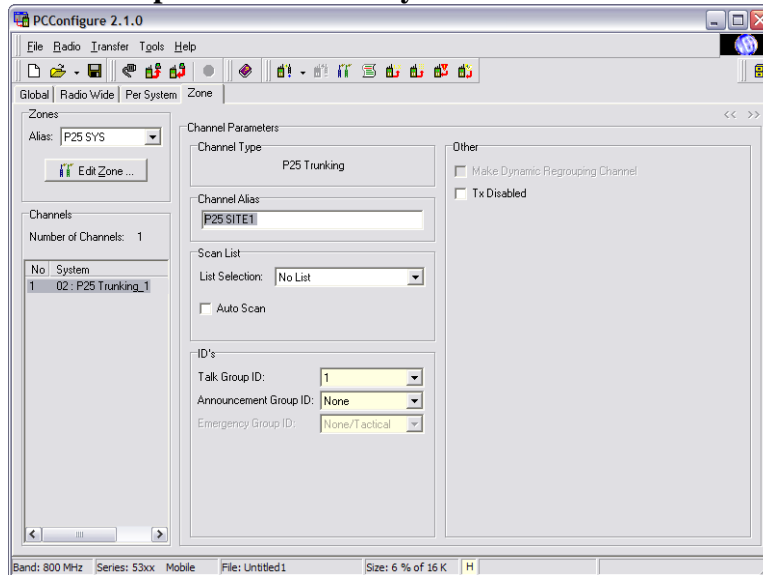 PCConfigure 2.1.0
File Radio Transfer Tools Help
Global Radio Wide Per System Zone
<< >>
Zones
Alias: P25 SYS
Edit Zone ...
Channels
Number of Channels: 1
No System
1 02 : P25 Trunking_1
Channel Parameters
Channel Type
P25 Trunking
Channel Alias
P25 SITE1
Scan List
List Selection: No List
Auto Scan
ID's
Talk Group ID: 1
Announcement Group ID: None
Emergency Group ID: None/Tactical
Other
Make Dynamic Regrouping Channel
Tx Disabled
Band: 800 MHz Series: 53xx Mobile File: Untitled1 Size: 6 % of 16 K H